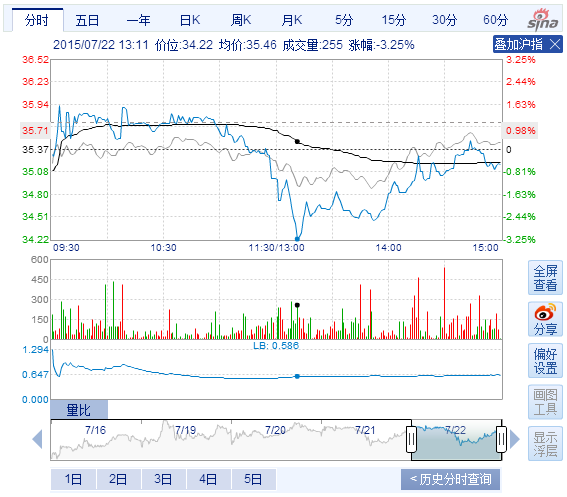 分时 五日 一年 日K 周K 月K 5分 15分 30分 60分
sina
2015/07/22 13:11 价位:34.22 均价:35.46 成交量:255 涨幅:-3.25%
叠加沪指 ×
36.52 3.25%
36.23 2.44%
35.94 1.63%
35.71 0.98%
35.37 0
35.08 -0.81%
34.80 -1.63%
34.51 -2.44%
34.22 -3.25%
09:30 10:30 11:30/13:00 14:00 15:00
600
450
300
150
0
LB: 0.586
1.294
0.647
0.000
量比
7/16 7/19 7/20 7/21 7/22
1日 2日 3日 4日 5日
< 历史分时查询
全屏
查看
分享
偏好
设置
画图
工具
显示
浮层